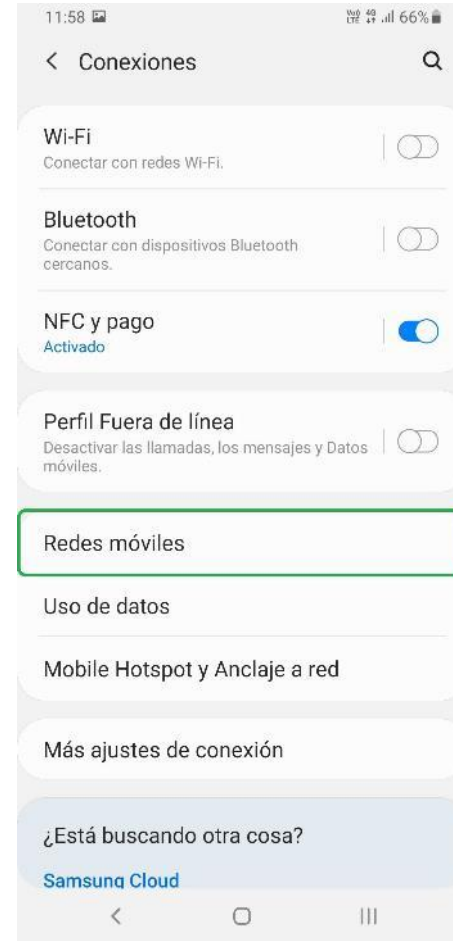 11:58 66%
Conexiones
Wi-Fi
Conectar con redes Wi-Fi.
Bluetooth
Conectar con dispositivos Bluetooth
cercanos.
NFC y pago
Activado
Perfil Fuera de línea
Desactivar las llamadas, los mensajes y Datos
móviles.
Redes móviles
Uso de datos
Mobile Hotspot y Anclaje a red
Más ajustes de conexión
¿Está buscando otra cosa?
Samsung Cloud